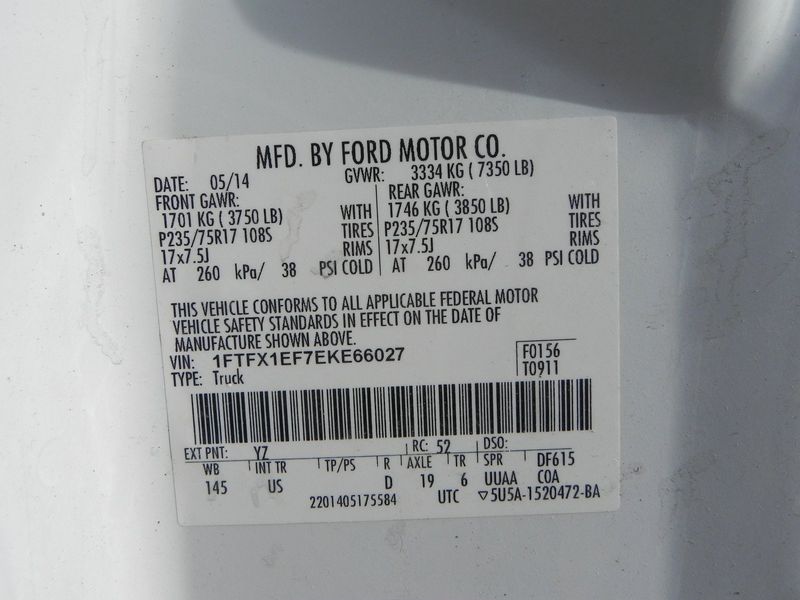 MFD. BY FORD MOTOR CO.
DATE: 05/14 GVWR: 3334 KG ( 7350 LB)
FRONT GAWR: REAR GAWR:
1701 KG ( 3750 LB) WITH 1746 KG ( 3850 LB) WITH
P235/75R17 108S TIRES P235/75R17 108S TIRES
17x7.5J RIMS 17x7.5J RIMS
AT 260 kPa/ 38 PSI COLD AT 260 kPa/ 38 PSI COLD
THIS VEHICLE CONFORMS TO ALL APPLICABLE FEDERAL MOTOR
VEHICLE SAFETY STANDARDS IN EFFECT ON THE DATE OF
MANUFACTURE SHOWN ABOVE.
VIN: 1FTFX1EF7EKE66027 F0156
TYPE: Truck T0911
EXT PNT: YZ RC: 52 DSO:
WB INT TR TP/PS R AXLE TR SPR DF615
145 US D 19 6 UUAA COA
2201405175584 UTC ▽5U5A-1520472-BA